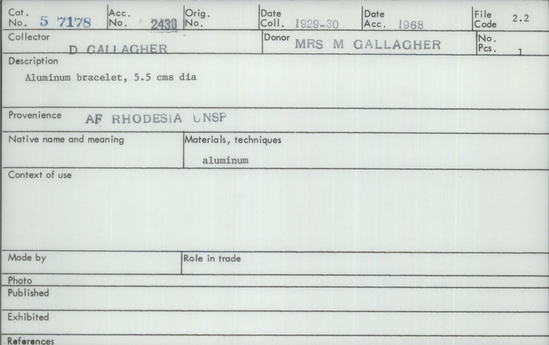 Cat. No. 5 7178 Acc. No. 2430 Orig. No. Date Coll. 1929-30 Date Acc. 1968 File Code 2.2
Collector D GALLAGHER Donor MRS M GALLAGHER No. Pcs. 1
Description
Aluminum bracelet, 5.5 cms dia
Provenience AF RHODESIA UNSP
Native name and meaning Materials, techniques
aluminum
Context of use
Made by Role in trade
Photo
Published
Exhibited
References